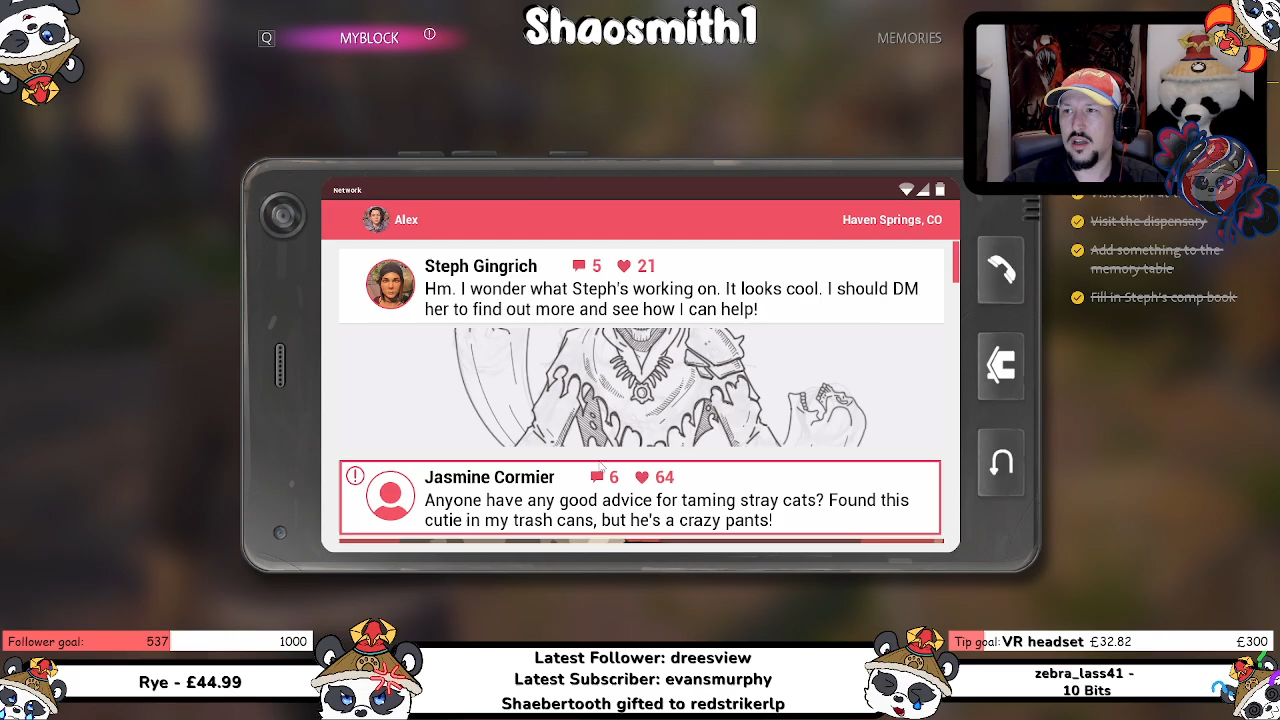 Shaosmith1
Q
MYBLOCK
MEMORIES
Network
Alex
Haven Springs, CO
Steph Gingrich 5 21
Hm. I wonder what Steph's working on. It looks cool. I should DM
her to find out more and see how I can help!
Jasmine Cormier 6 64
Anyone have any good advice for taming stray cats? Found this
cutie in my trash cans, but he's a crazy pants!
Visit the dispensary
Add something to the
memory table
Fill in Steph's comp book
Follower goal: 537 1000
Rye - £44.99
Latest Follower: dreesview
Latest Subscriber: evansmurphy
Shaebertooth gifted to redstrikerlp
Tip goal: VR headset £32.82 £300
zebra_lass41 -
10 Bits